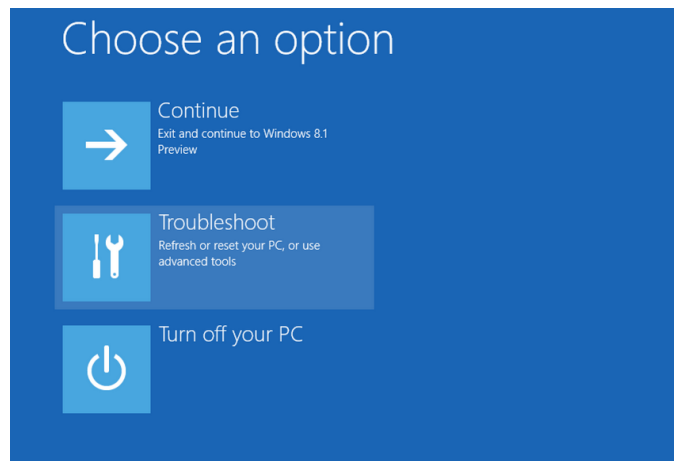 Choose an option
Continue
Exit and continue to Windows 8.1
Preview
Troubleshoot
Refresh or reset your PC, or use
advanced tools
Turn off your PC